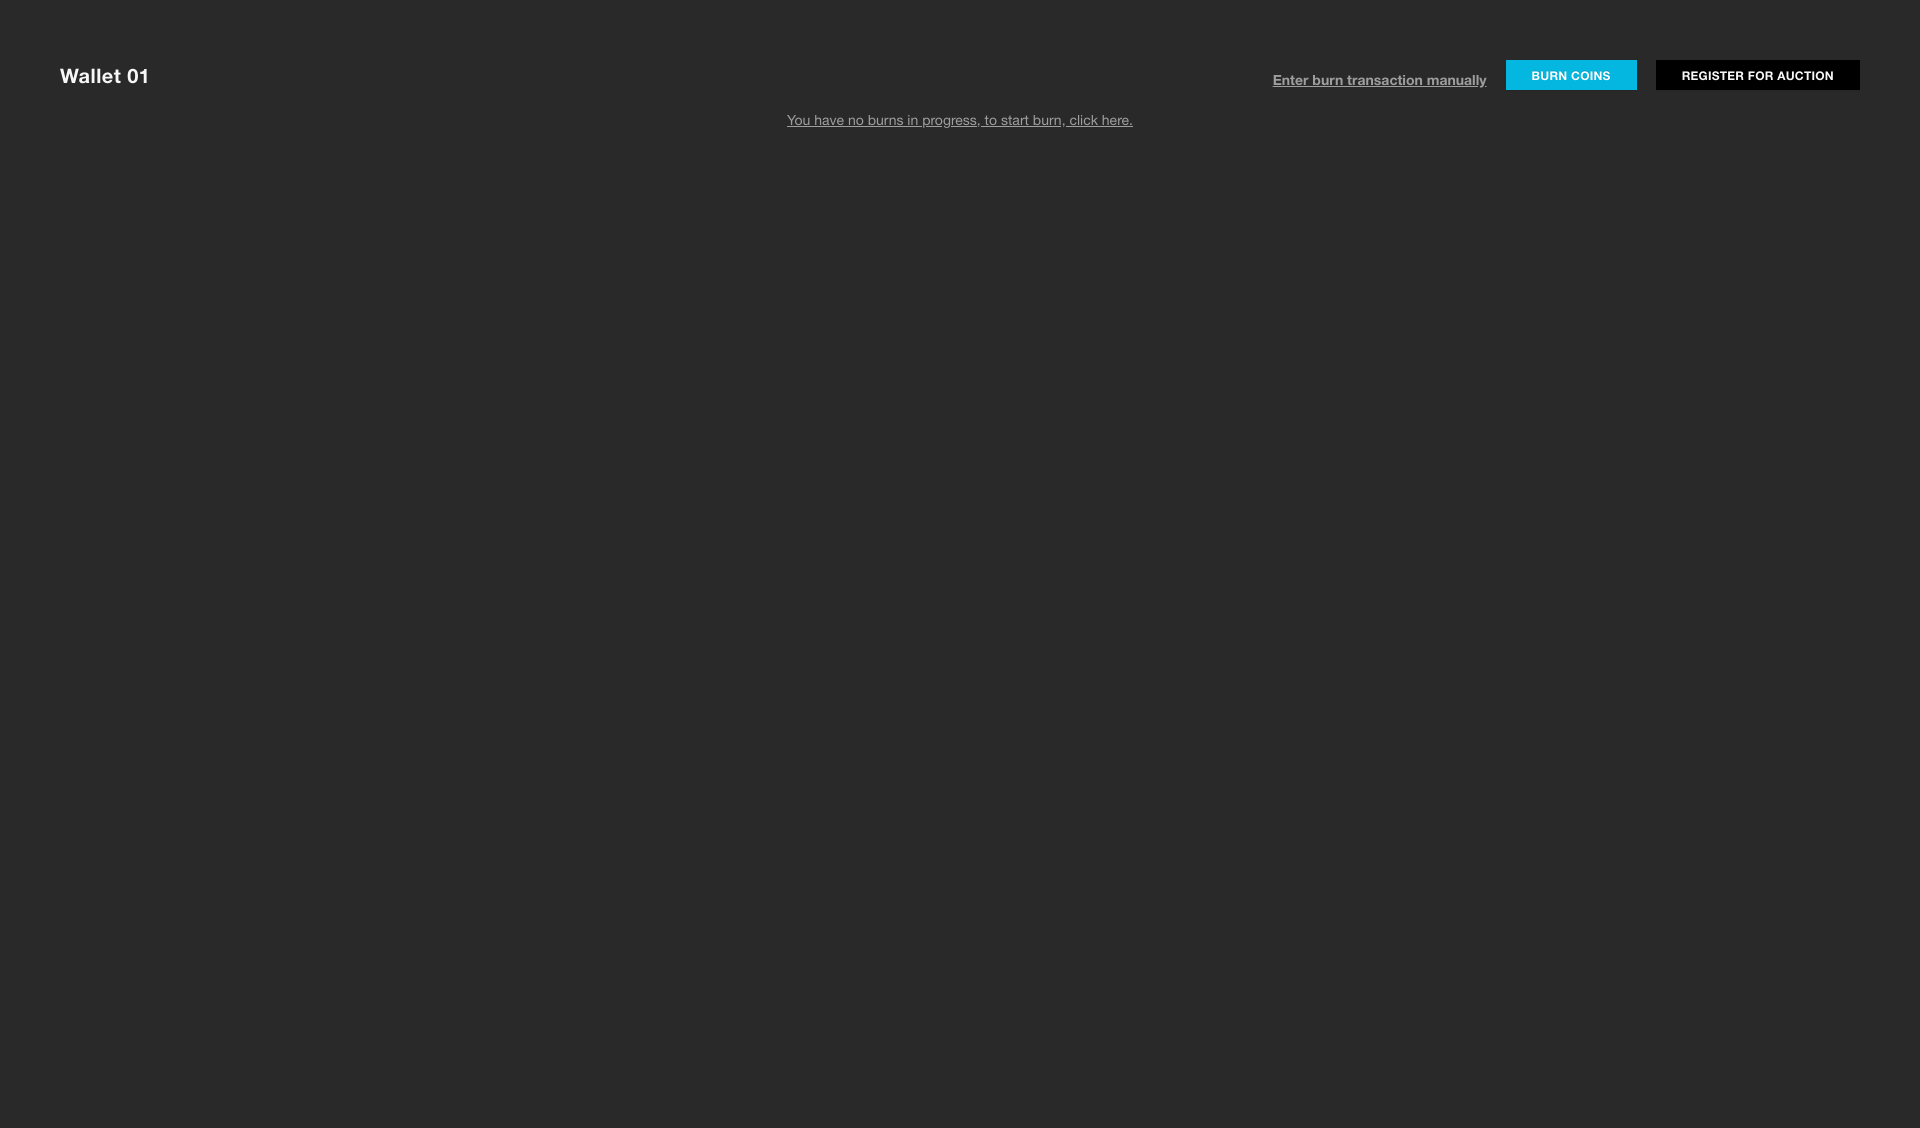 Wallet 01
Enter burn transaction manually
BURN COINS
REGISTER FOR AUCTION
You have no burns in progress, to start burn, click here.